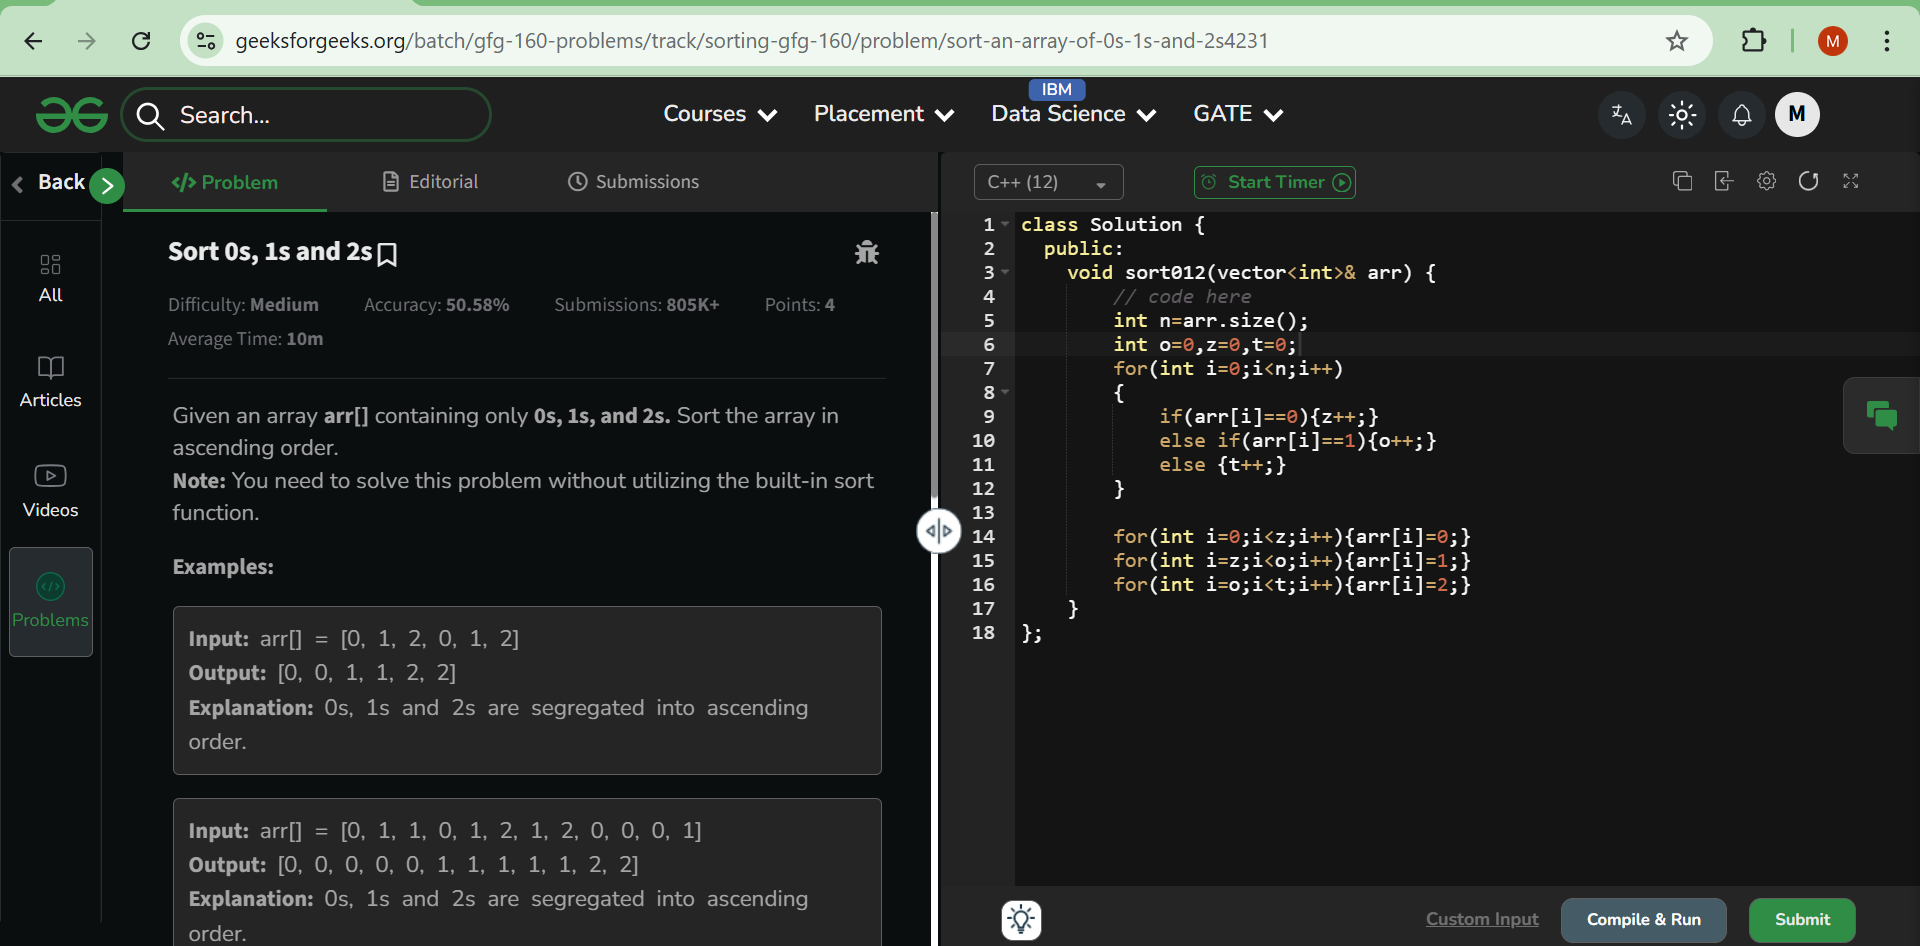 geeksforgeeks.org/batch/gfg-160-problems/track/sorting-gfg-160/problem/sort-an-array-of-0s-1s-and-2s4231
M
Search...
Courses
Placement
IBM
Data Science
GATE
M
Back
</> Problem
Editorial
Submissions
C++ (12)
Start Timer
All
Articles
Videos
</>
Problems
Sort 0s, 1s and 2s
Difficulty: Medium Accuracy: 50.58% Submissions: 805K+ Points: 4
Average Time: 10m
Given an array arr[] containing only 0s, 1s, and 2s. Sort the array in
ascending order.
Note: You need to solve this problem without utilizing the built-in sort
function.
Examples:
Input: arr[] = [0, 1, 2, 0, 1, 2]
Output: [0, 0, 1, 1, 2, 2]
Explanation: 0s, 1s and 2s are segregated into ascending
order.
Input: arr[] = [0, 1, 1, 0, 1, 2, 1, 2, 0, 0, 0, 1]
Output: [0, 0, 0, 0, 0, 1, 1, 1, 1, 1, 2, 2]
Explanation: 0s, 1s and 2s are segregated into ascending
order.
1 class Solution {
2 public:
3 void sort012(vector<int>& arr) {
4 // code here
5 int n=arr.size();
6 int o=0,z=0,t=0;
7 for(int i=0;i<n;i++)
8 {
9 if(arr[i]==0){z++;}
10 else if(arr[i]==1){o++;}
11 else {t++;}
12 }
13
14 for(int i=0;i<z;i++){arr[i]=0;}
15 for(int i=z;i<o;i++){arr[i]=1;}
16 for(int i=o;i<t;i++){arr[i]=2;}
17 }
18 };
Custom Input
Compile & Run
Submit